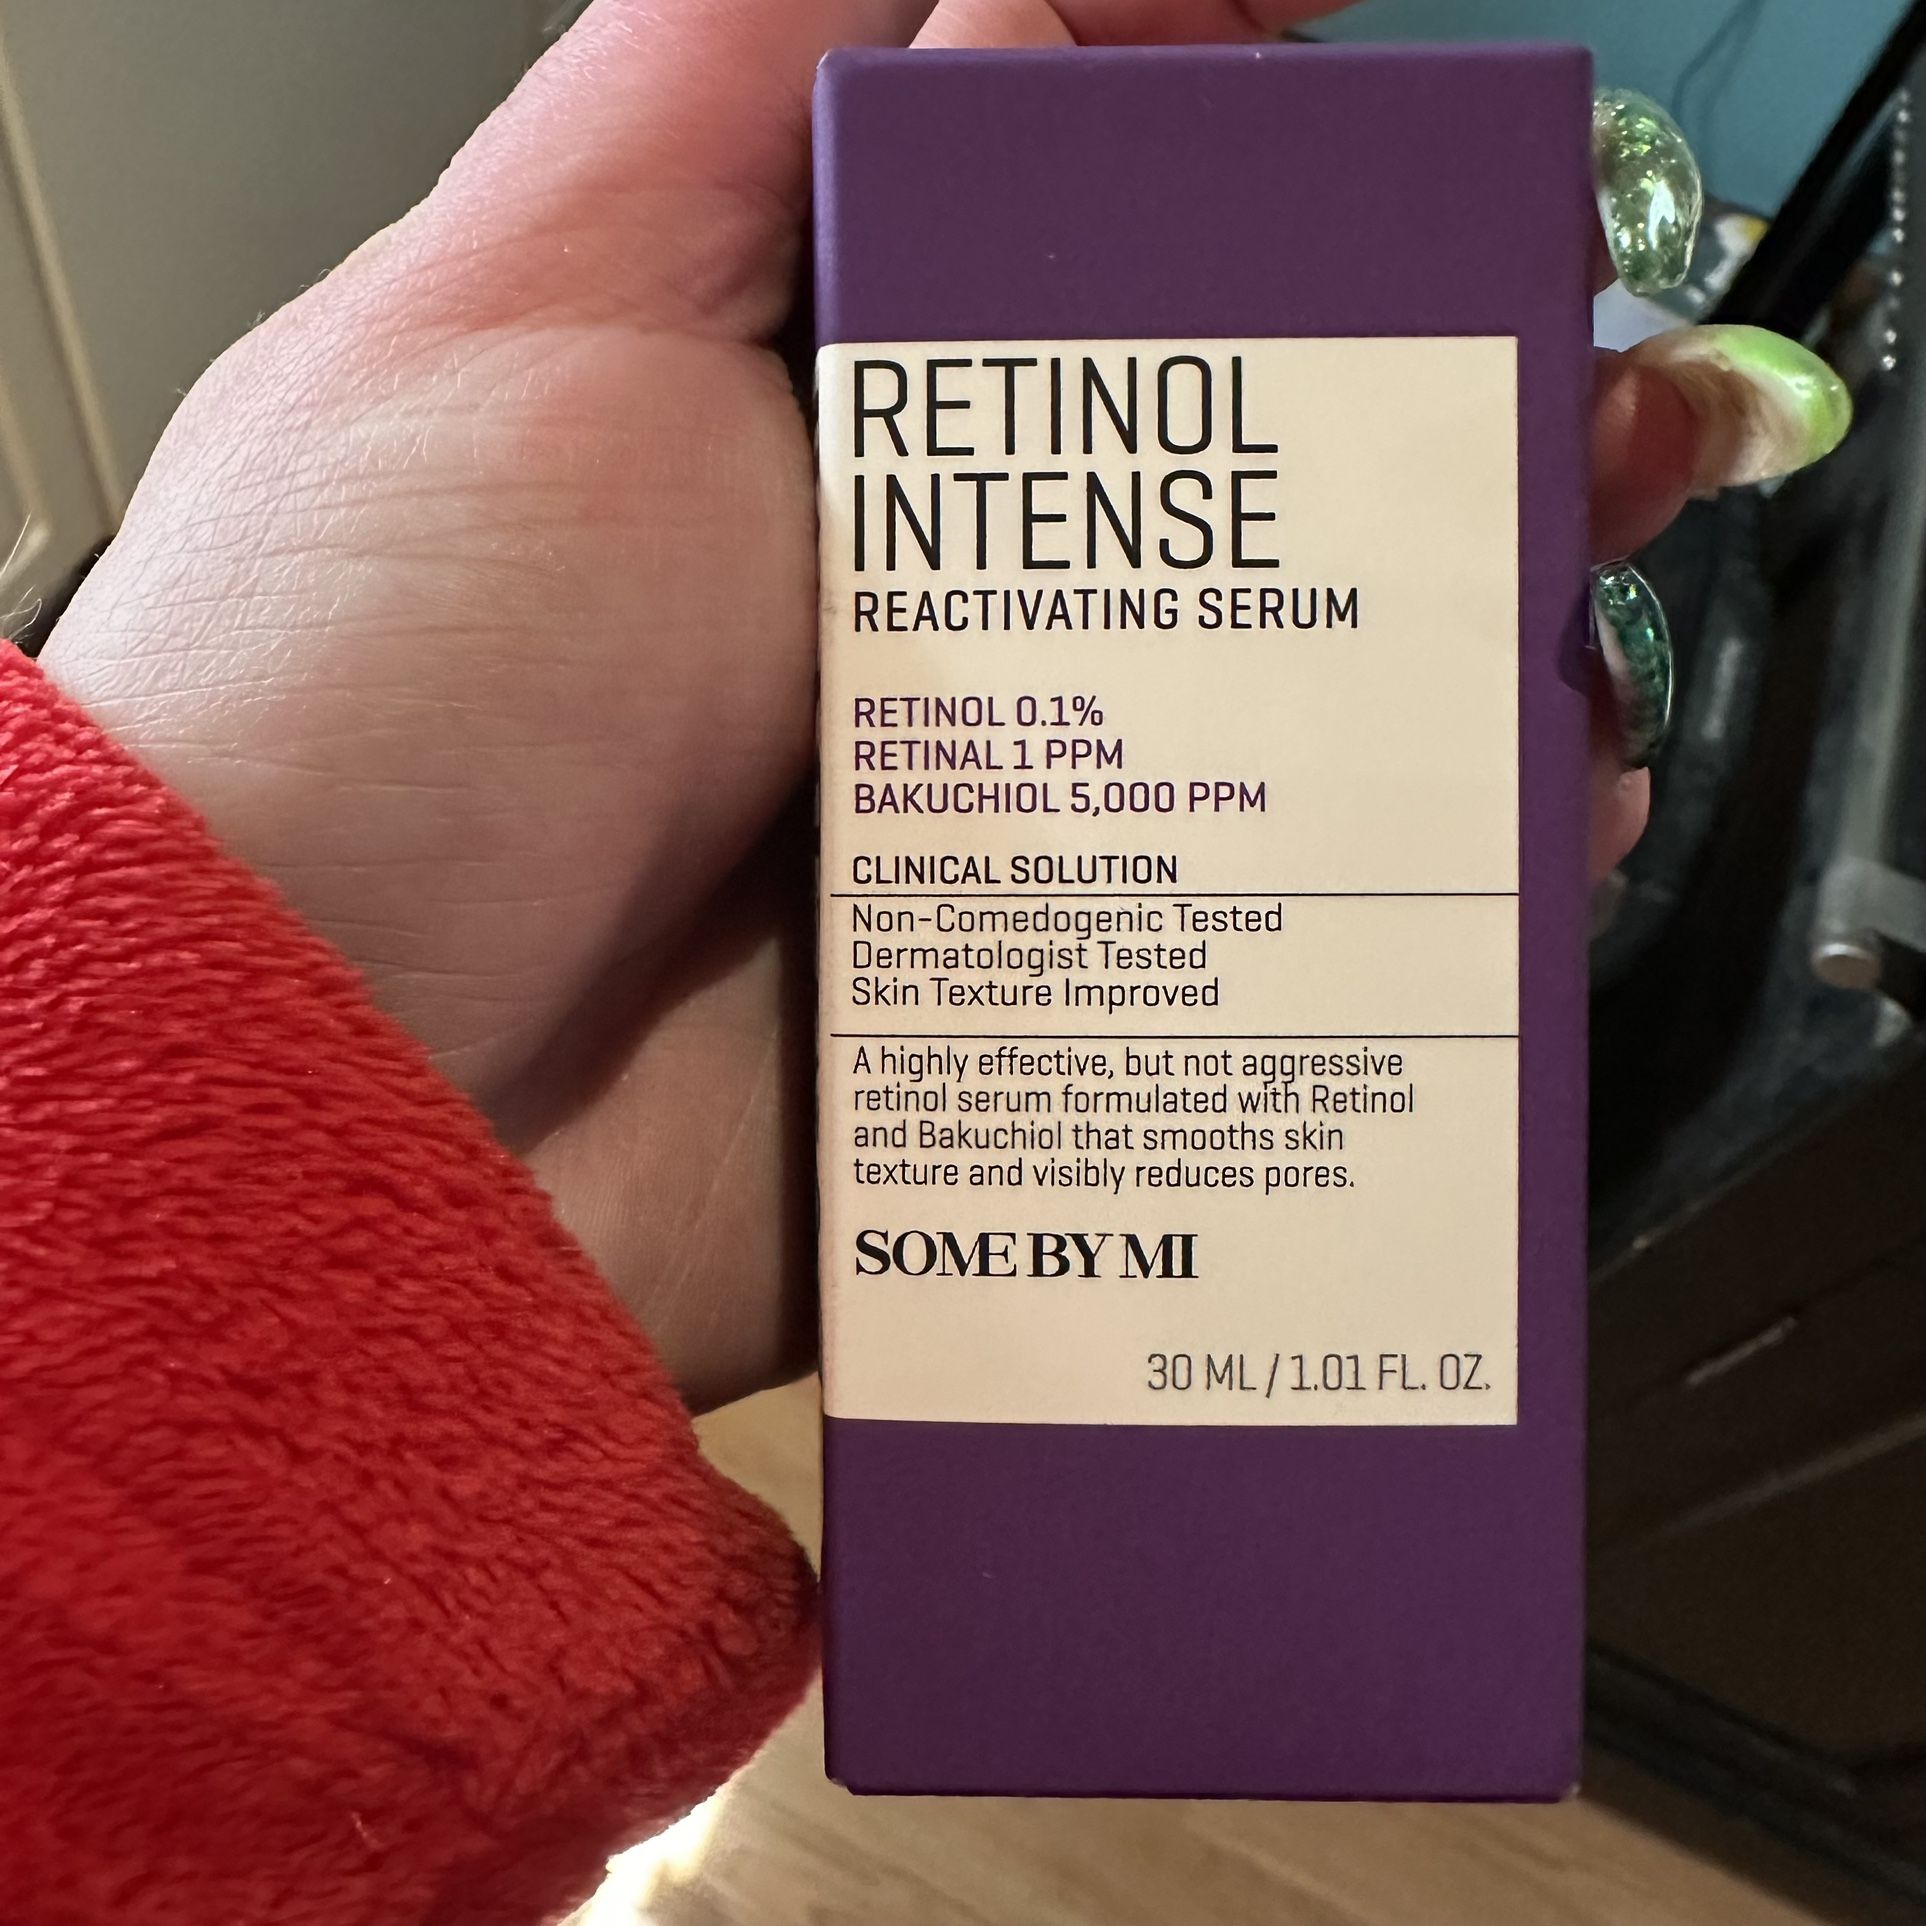 RETINOL
INTENSE
REACTIVATING SERUM
RETINOL 0.1%
RETINAL 1 PPM
BAKUCHIOL 5,000 PPM
CLINICAL SOLUTION
Non-Comedogenic Tested
Dermatologist Tested
Skin Texture Improved
A highly effective, but not aggressive
retinol serum formulated with Retinol
and Bakuchiol that smooths skin
texture and visibly reduces pores.
SOME BY MI
30 ML / 1.01 FL. OZ.